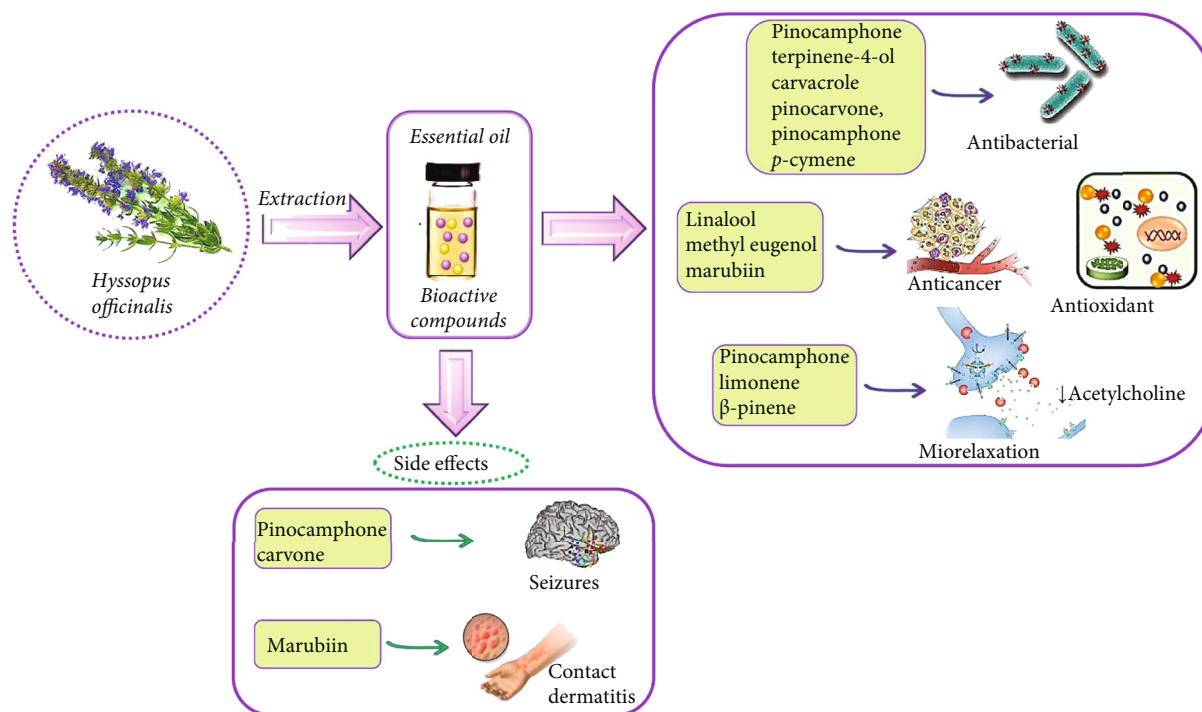 Hyssopus
officinalis
Extraction
Essential oil
Bioactive
compounds
Pinocamphone
terpinene-4-ol
carvacrole
pinocarvone,
pinocamphone
p-cymene
Antibacterial
Linalool
methyl eugenol
marubiin
Anticancer
Antioxidant
Pinocamphone
limonene
β-pinene
↓Acetylcholine
Miorelaxation
Side effects
Pinocamphone
carvone
Seizures
Marubiin
Contact
dermatitis